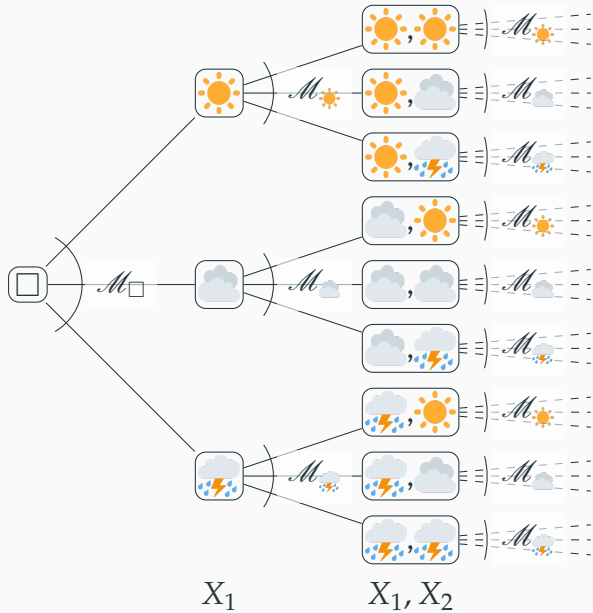 , ℳ☀
ℳ☀ , ℳ☁
, ℳ⛈
, ℳ☀
□ ℳ□ ℳ☁ , ℳ☁
, ℳ⛈
, ℳ☀
ℳ⛈ , ℳ☁
, ℳ⛈
X₁ X₁, X₂